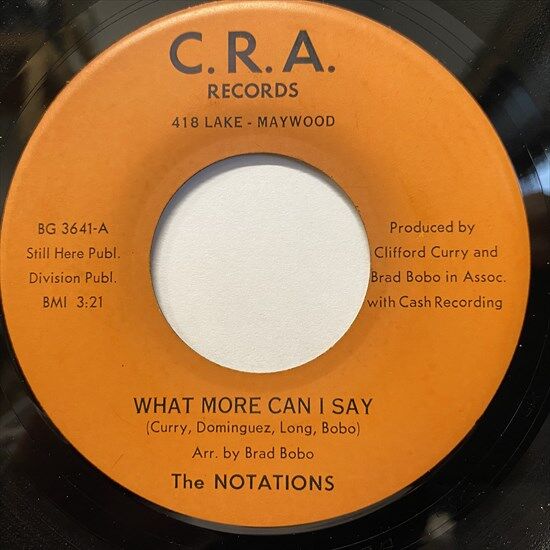 C.R.A.
RECORDS
418 LAKE - MAYWOOD
BG 3641-A
Still Here Publ.
Division Publ.
BMI 3:21
Produced by
Clifford Curry and
Brad Bobo in Assoc.
with Cash Recording
WHAT MORE CAN I SAY
(Curry, Dominguez, Long, Bobo)
Arr. by Brad Bobo
The NOTATIONS